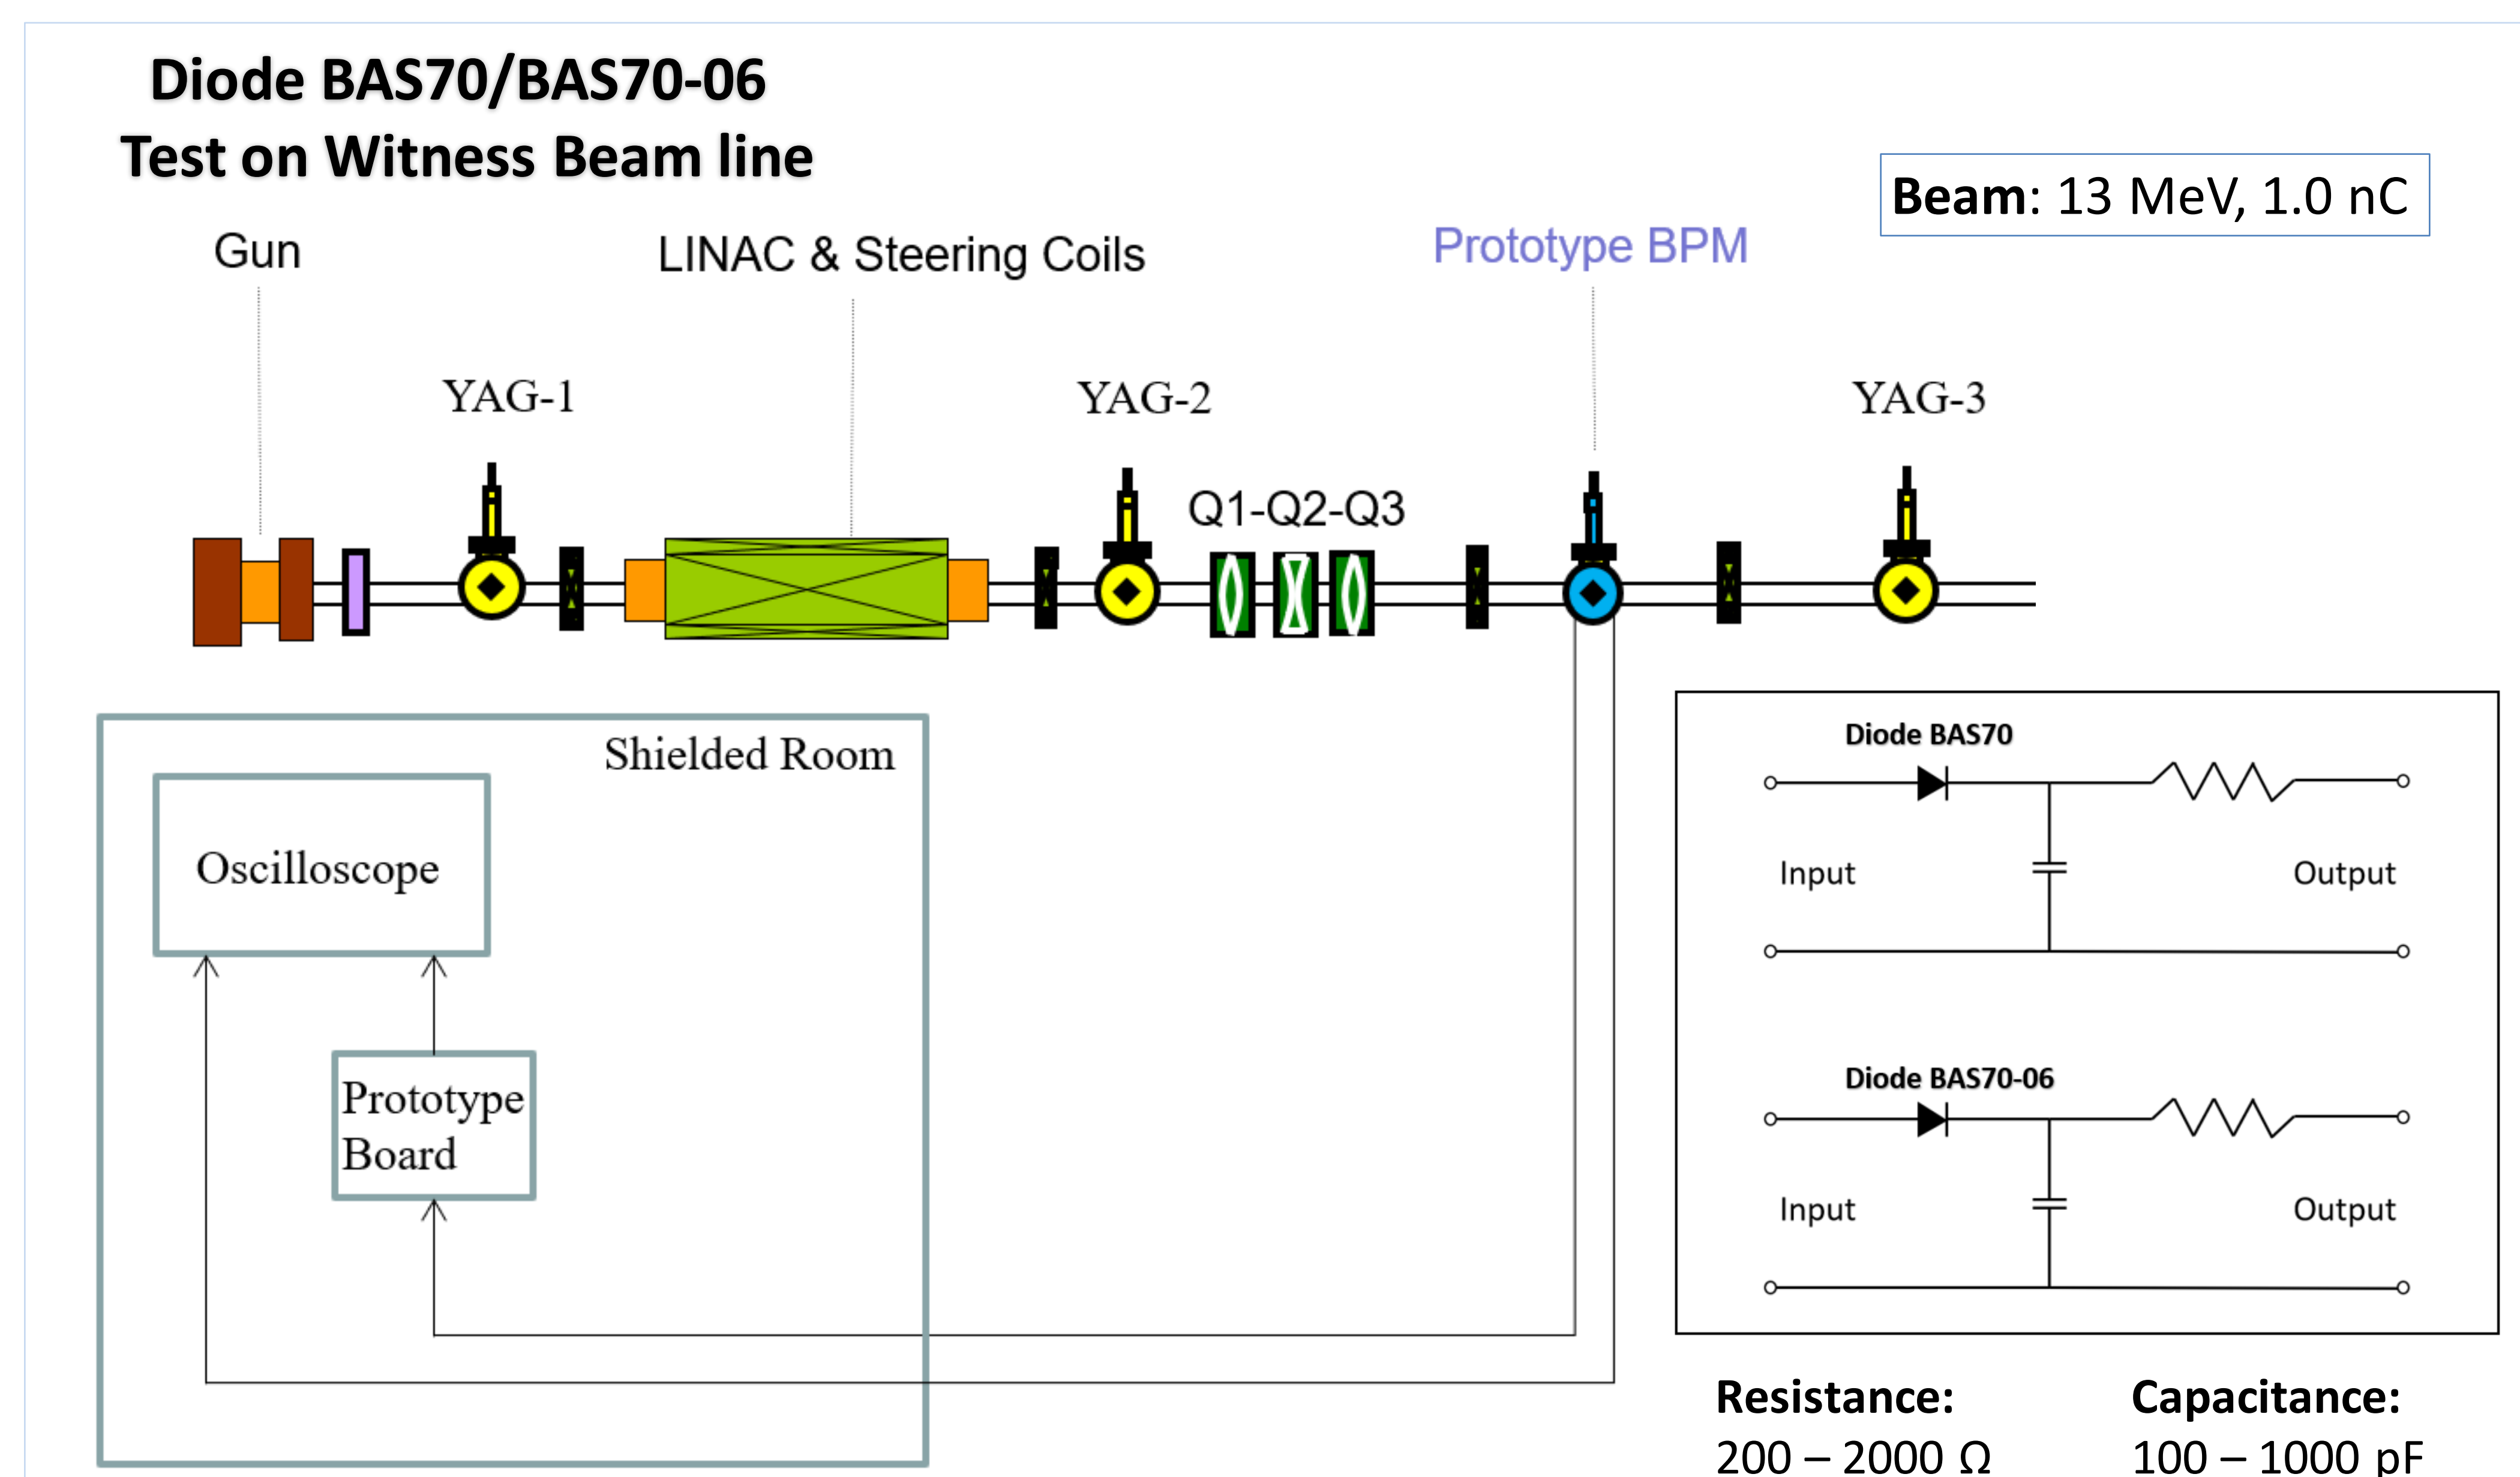 Diode BAS70/BAS70-06
Test on Witness Beam line
Beam: 13 MeV, 1.0 nC
Gun
LINAC & Steering Coils
Prototype BPM
YAG-1
YAG-2
YAG-3
Q1-Q2-Q3
Shielded Room
Oscilloscope
Prototype
Board
Diode BAS70
Input
Output
Diode BAS70-06
Input
Output
Resistance:
200 – 2000 Ω
Capacitance:
100 – 1000 pF